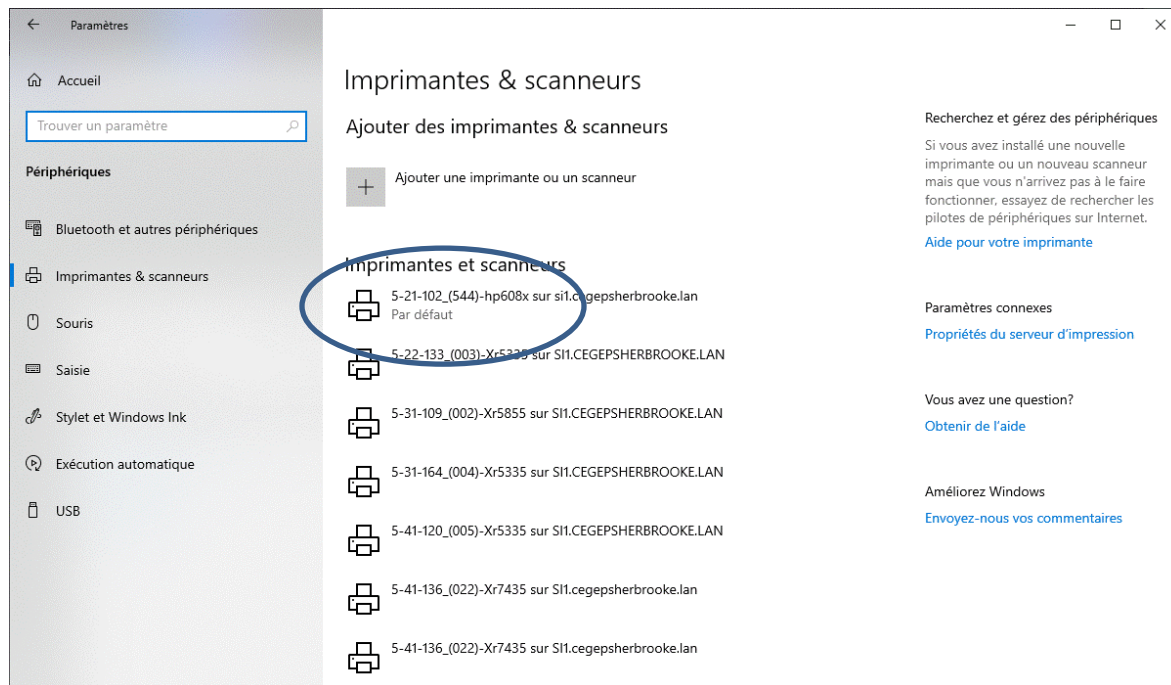 Paramètres
Accueil
Trouver un paramètre
Périphériques
Bluetooth et autres périphériques
Imprimantes & scanneurs
Souris
Saisie
Stylet et Windows Ink
Exécution automatique
USB
Imprimantes & scanneurs
Ajouter des imprimantes & scanneurs
Ajouter une imprimante ou un scanneur
Imprimantes et scanneurs
5-21-102_(544)-hp608x sur si1.cegepsherbrooke.lan
Par défaut
5-22-133_(003)-Xr5335 sur SI1.CEGEPSHERBROOKE.LAN
5-31-109_(002)-Xr5855 sur SI1.CEGEPSHERBROOKE.LAN
5-31-164_(004)-Xr5335 sur SI1.CEGEPSHERBROOKE.LAN
5-41-120_(005)-Xr5335 sur SI1.CEGEPSHERBROOKE.LAN
5-41-136_(022)-Xr7435 sur SI1.cegepsherbrooke.lan
5-41-136_(022)-Xr7435 sur SI1.cegepsherbrooke.lan
Recherchez et gérez des périphériques
Si vous avez installé une nouvelle
imprimante ou un nouveau scanneur
mais que vous n'arrivez pas à le faire
fonctionner, essayez de rechercher les
pilotes de périphériques sur Internet.
Aide pour votre imprimante
Paramètres connexes
Propriétés du serveur d'impression
Vous avez une question?
Obtenir de l'aide
Améliorez Windows
Envoyez-nous vos commentaires